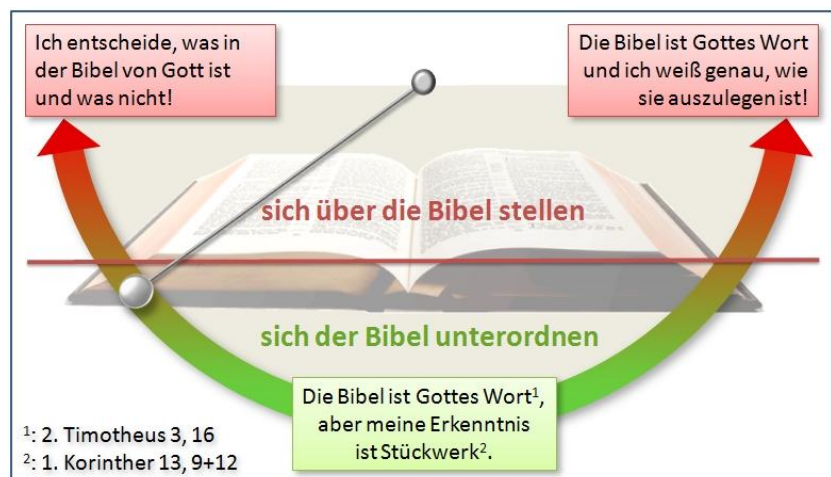 Ich entscheide, was in
der Bibel von Gott ist
und was nicht!
Die Bibel ist Gottes Wort
und ich weiß genau, wie
sie auszulegen ist!
sich über die Bibel stellen
sich der Bibel unterordnen
Die Bibel ist Gottes Wort¹,
aber meine Erkenntnis
ist Stückwerk².
¹: 2. Timotheus 3, 16
²: 1. Korinther 13, 9+12